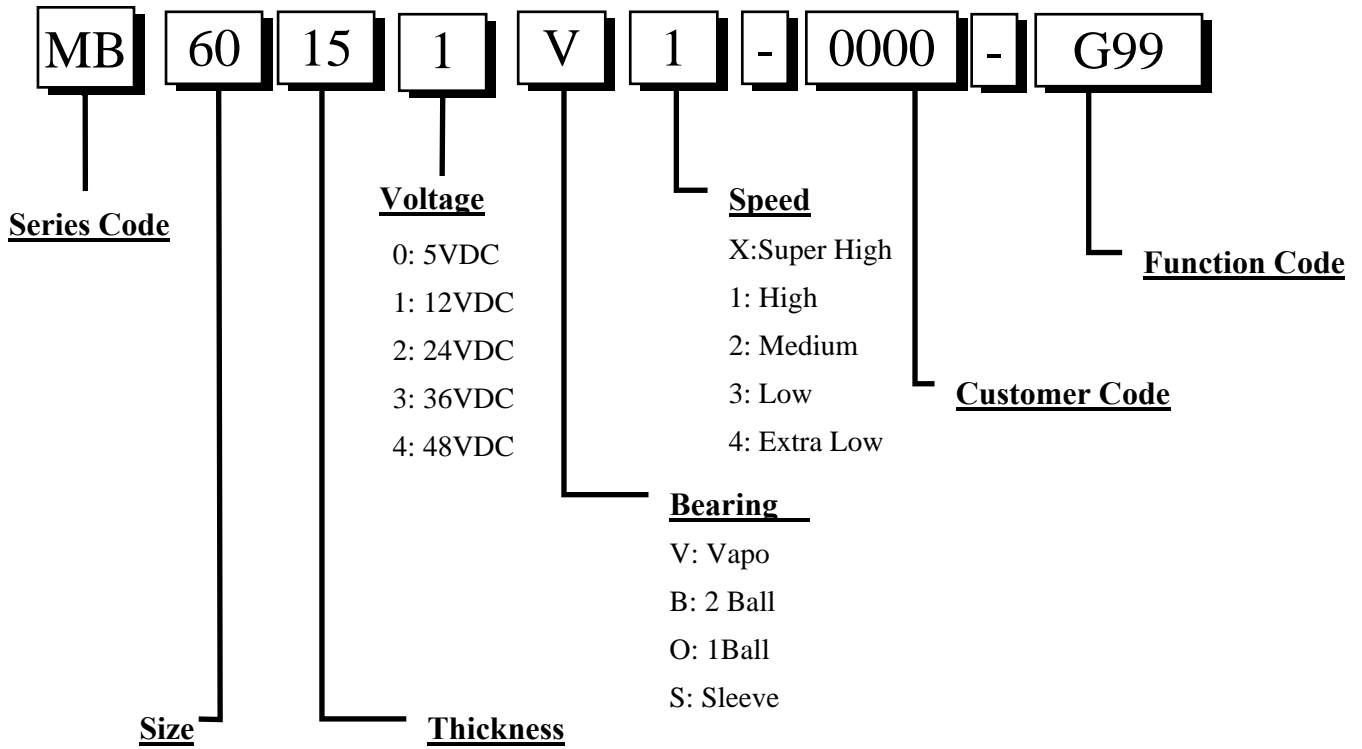 MB 60 15 1 V 1 - 0000 - G99
Series Code
Voltage
0: 5VDC
1: 12VDC
2: 24VDC
3: 36VDC
4: 48VDC
Speed
X:Super High
1: High
2: Medium
3: Low
4: Extra Low
Function Code
Customer Code
Bearing
V: Vapo
B: 2 Ball
O: 1Ball
S: Sleeve
Size
Thickness